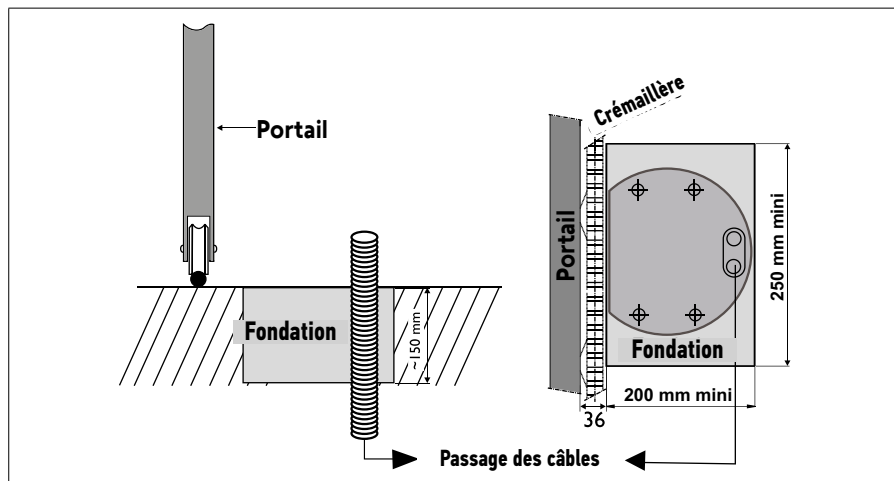 Portail
Fondation
~150 mm
Crémaillère
Portail
Fondation
250 mm mini
200 mm mini
36
Passage des câbles